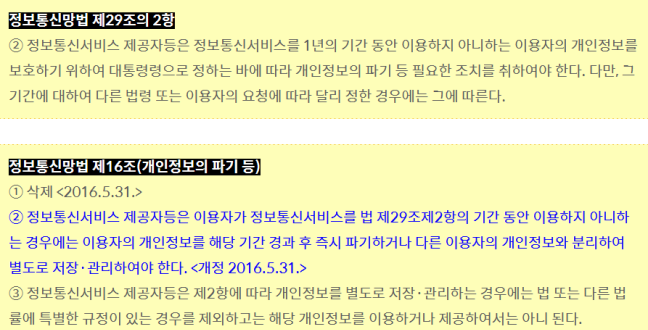 정보통신망법 제29조의 2항
② 정보통신서비스 제공자등은 정보통신서비스를 1년의 기간 동안 이용하지 아니하는 이용자의 개인정보를
보호하기 위하여 대통령령으로 정하는 바에 따라 개인정보의 파기 등 필요한 조치를 취하여야 한다. 다만, 그
기간에 대하여 다른 법령 또는 이용자의 요청에 따라 달리 정한 경우에는 그에 따른다.
정보통신망법 제16조(개인정보의 파기 등)
① 삭제 <2016.5.31.>
② 정보통신서비스 제공자등은 이용자가 정보통신서비스를 법 제29조제2항의 기간 동안 이용하지 아니하
는 경우에는 이용자의 개인정보를 해당 기간 경과 후 즉시 파기하거나 다른 이용자의 개인정보와 분리하여
별도로 저장·관리하여야 한다. <개정 2016.5.31.>
③ 정보통신서비스 제공자등은 제2항에 따라 개인정보를 별도로 저장·관리하는 경우에는 법 또는 다른 법
률에 특별한 규정이 있는 경우를 제외하고는 해당 개인정보를 이용하거나 제공하여서는 아니 된다.